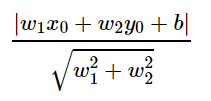 |w₁x₀ + w₂y₀ + b|
√(w₁² + w₂²)